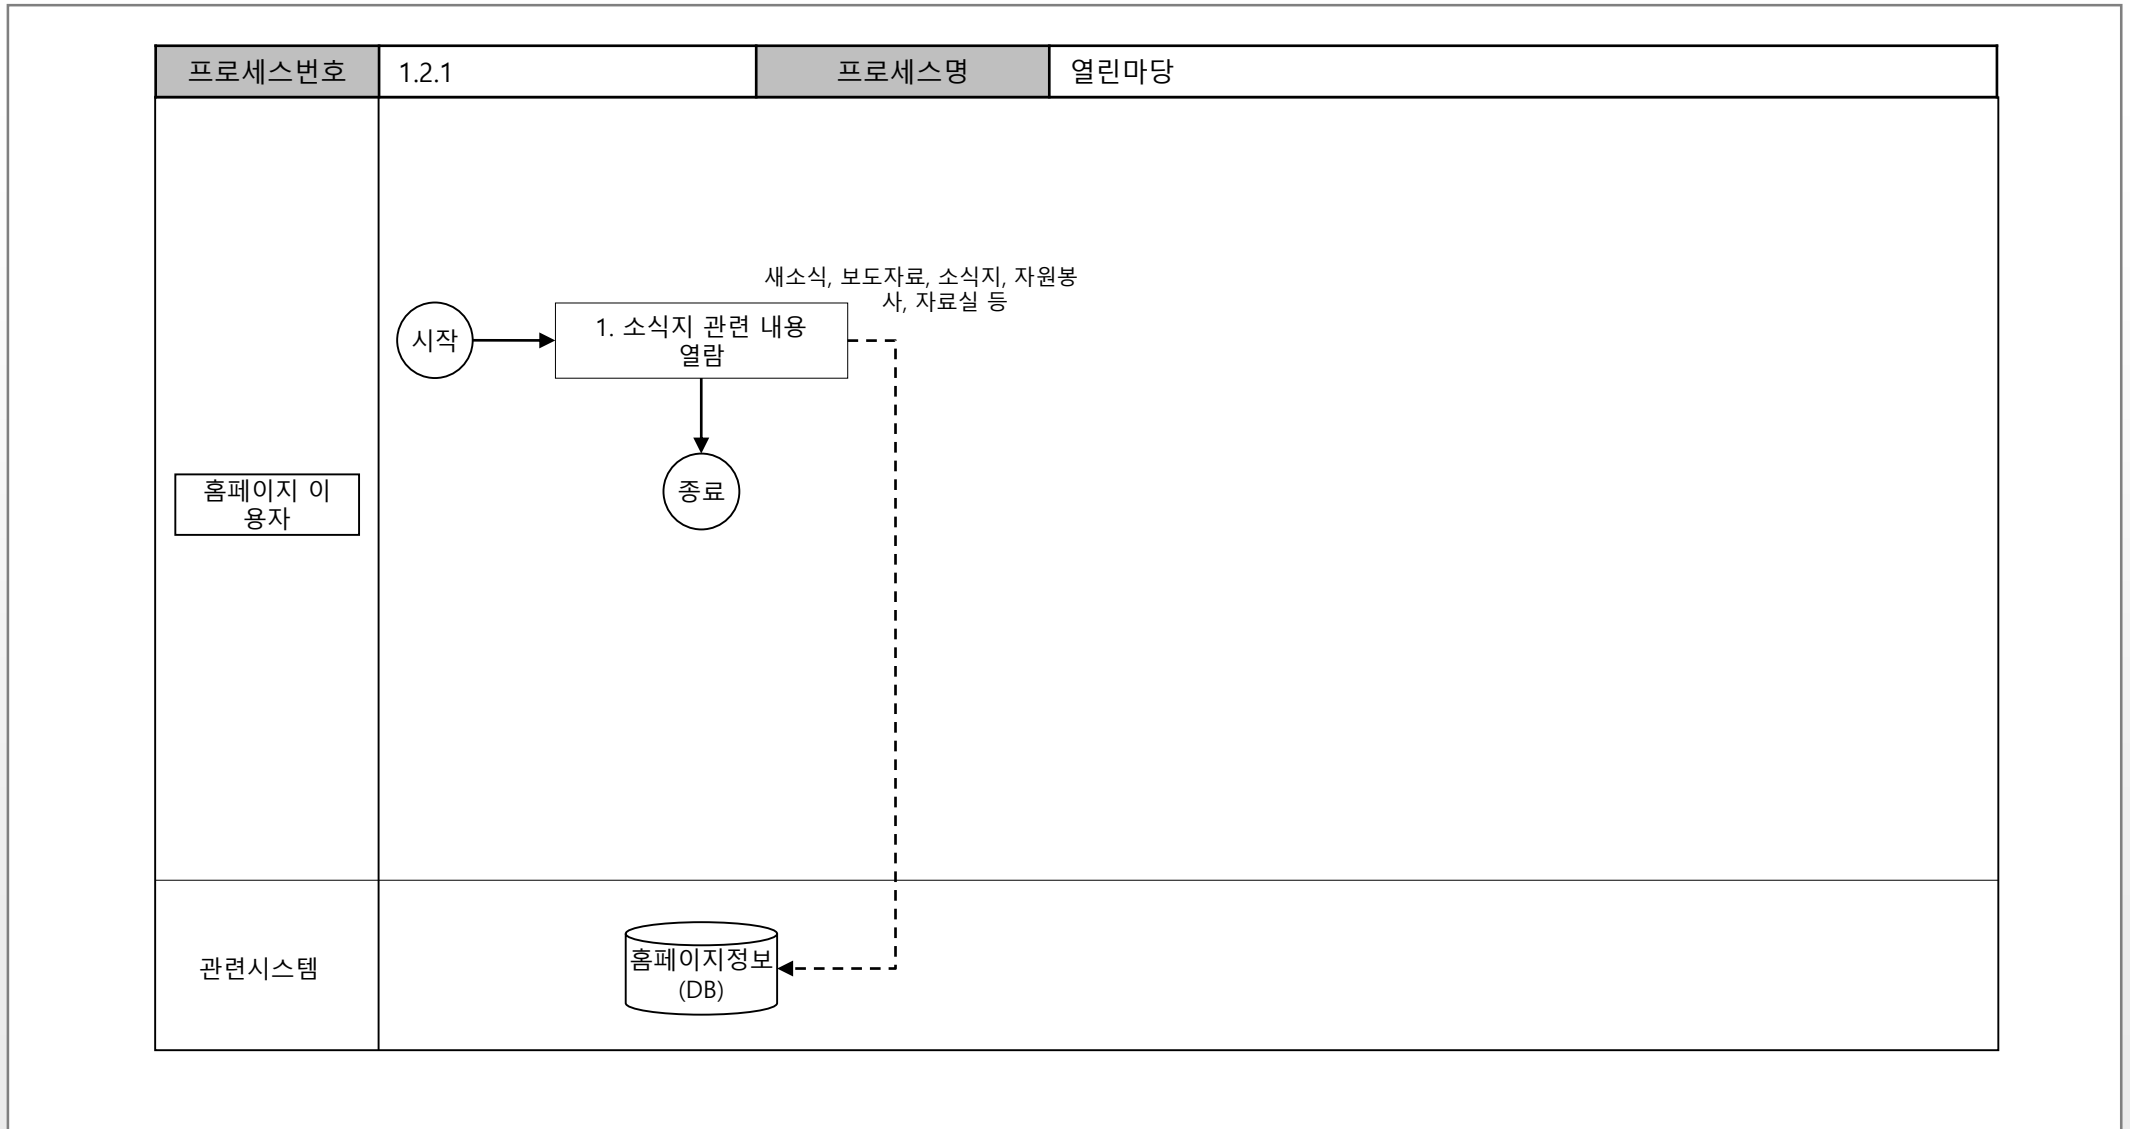 프로세스번호 1.2.1 프로세스명 열린마당
새소식, 보도자료, 소식지, 자원봉
사, 자료실 등
시작
1. 소식지 관련 내용
열람
종료
홈페이지 이
용자
관련시스템
홈페이지정보
(DB)